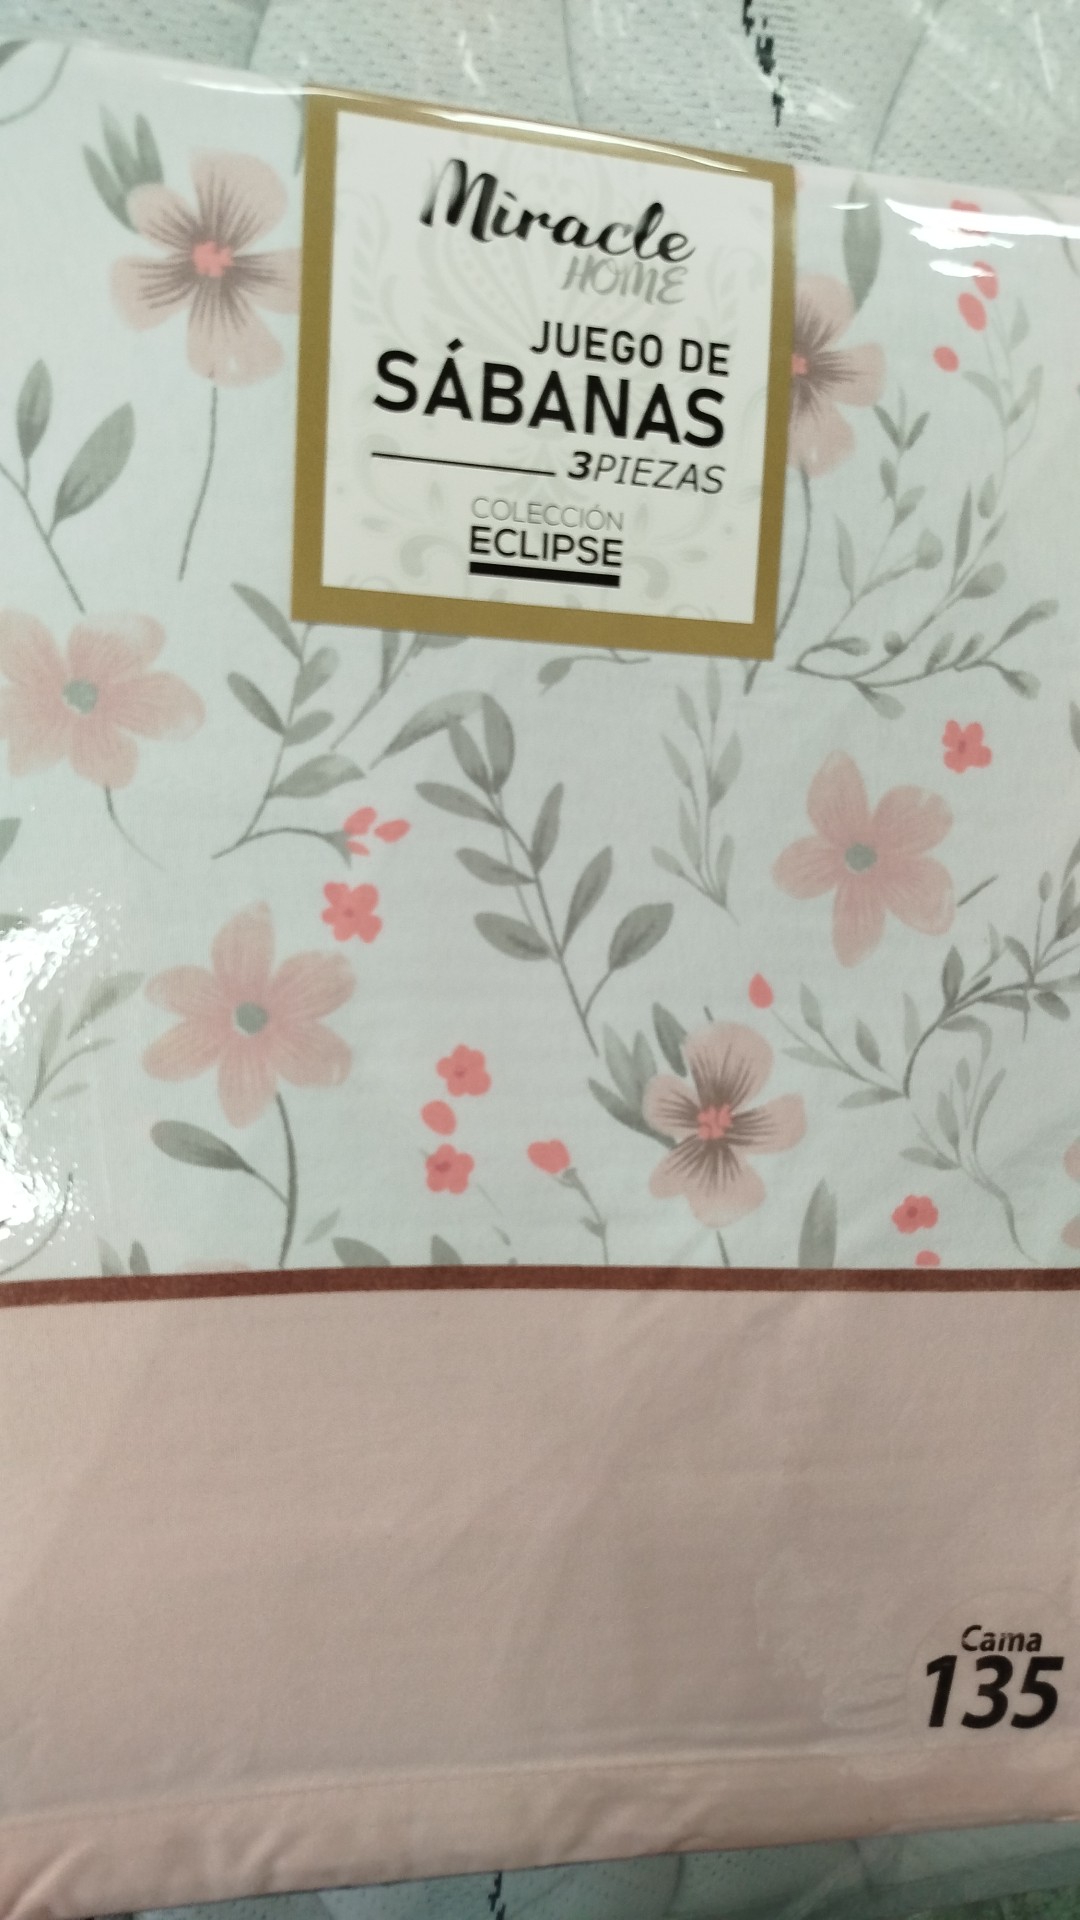 Miracle
HOME
JUEGO DE
SÁBANAS
3PIEZAS
COLECCIÓN
ECLIPSE
Cama
135